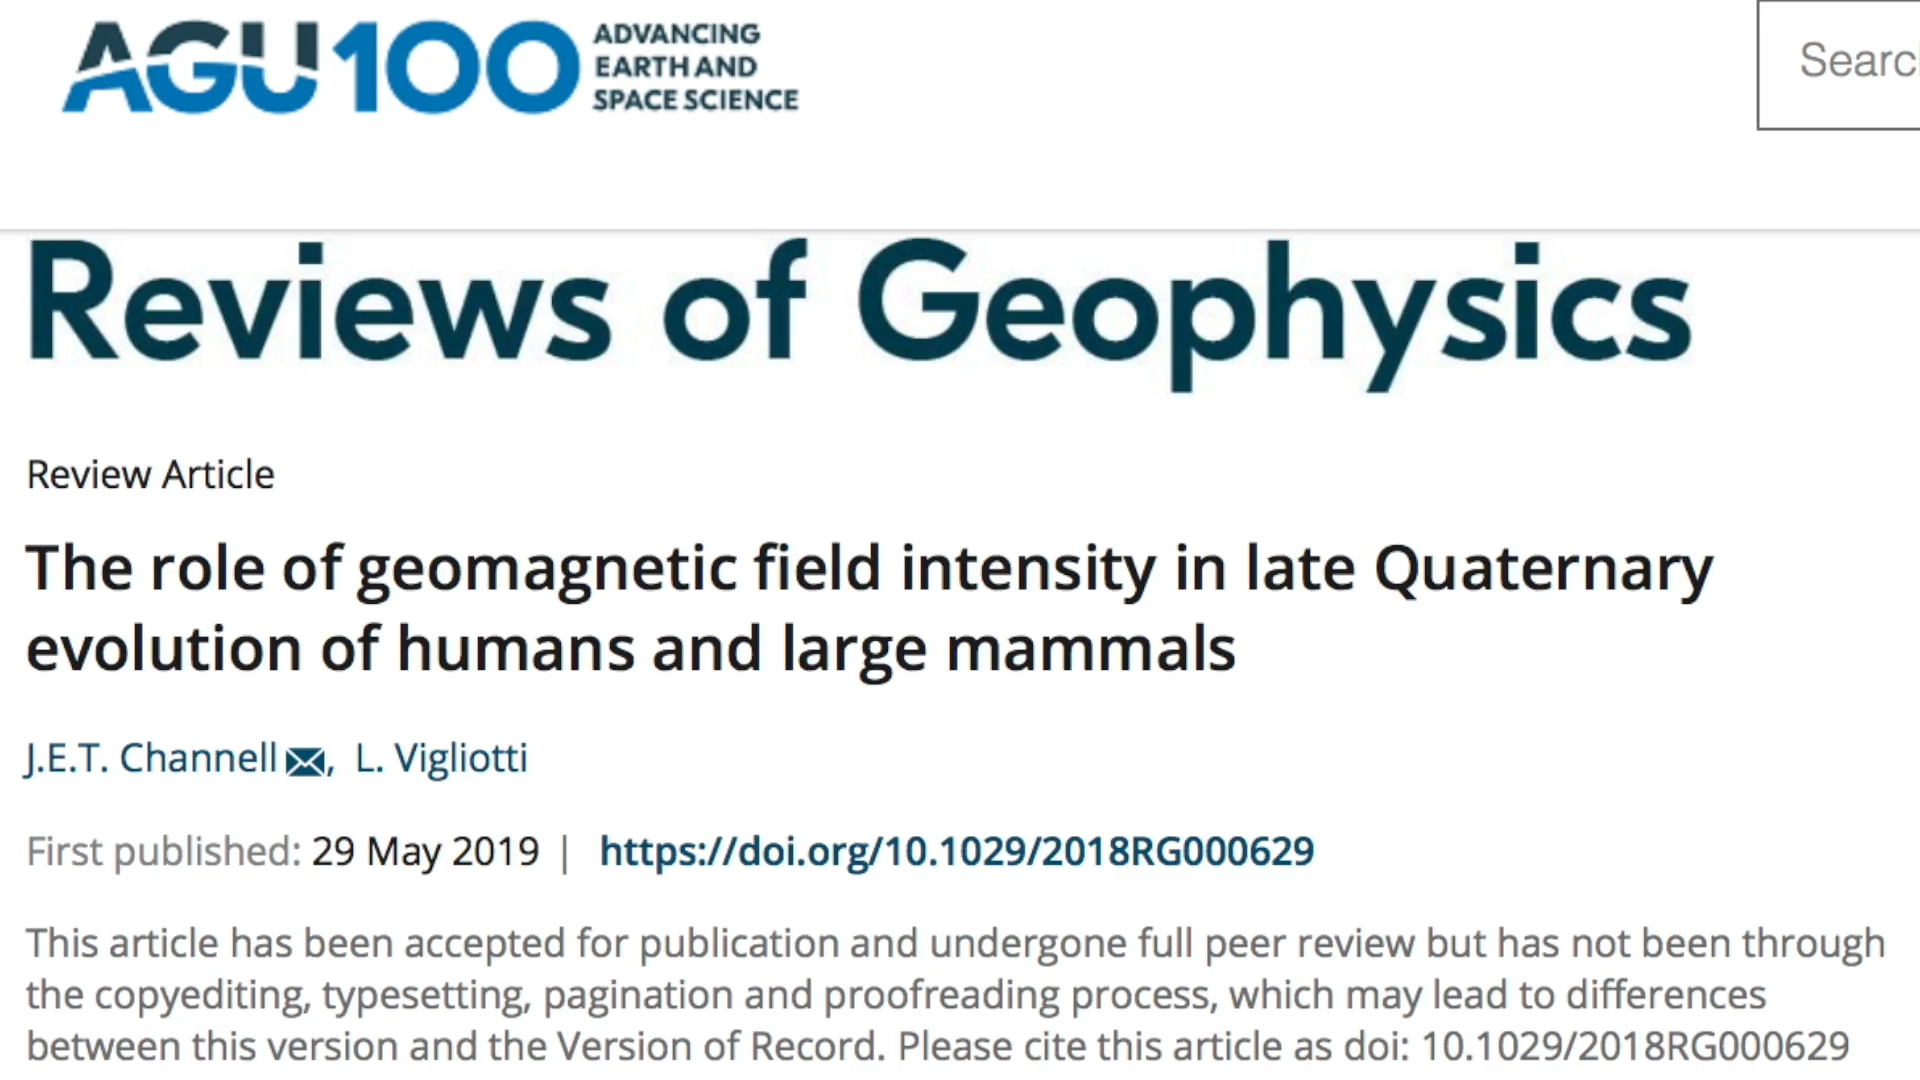 AGU100 ADVANCING
EARTH AND
SPACE SCIENCE
Reviews of Geophysics
Review Article
The role of geomagnetic field intensity in late Quaternary
evolution of humans and large mammals
J.E.T. Channell, L. Vigliotti
First published: 29 May 2019 | https://doi.org/10.1029/2018RG000629
This article has been accepted for publication and undergone full peer review but has not been through
the copyediting, typesetting, pagination and proofreading process, which may lead to differences
between this version and the Version of Record. Please cite this article as doi: 10.1029/2018RG000629